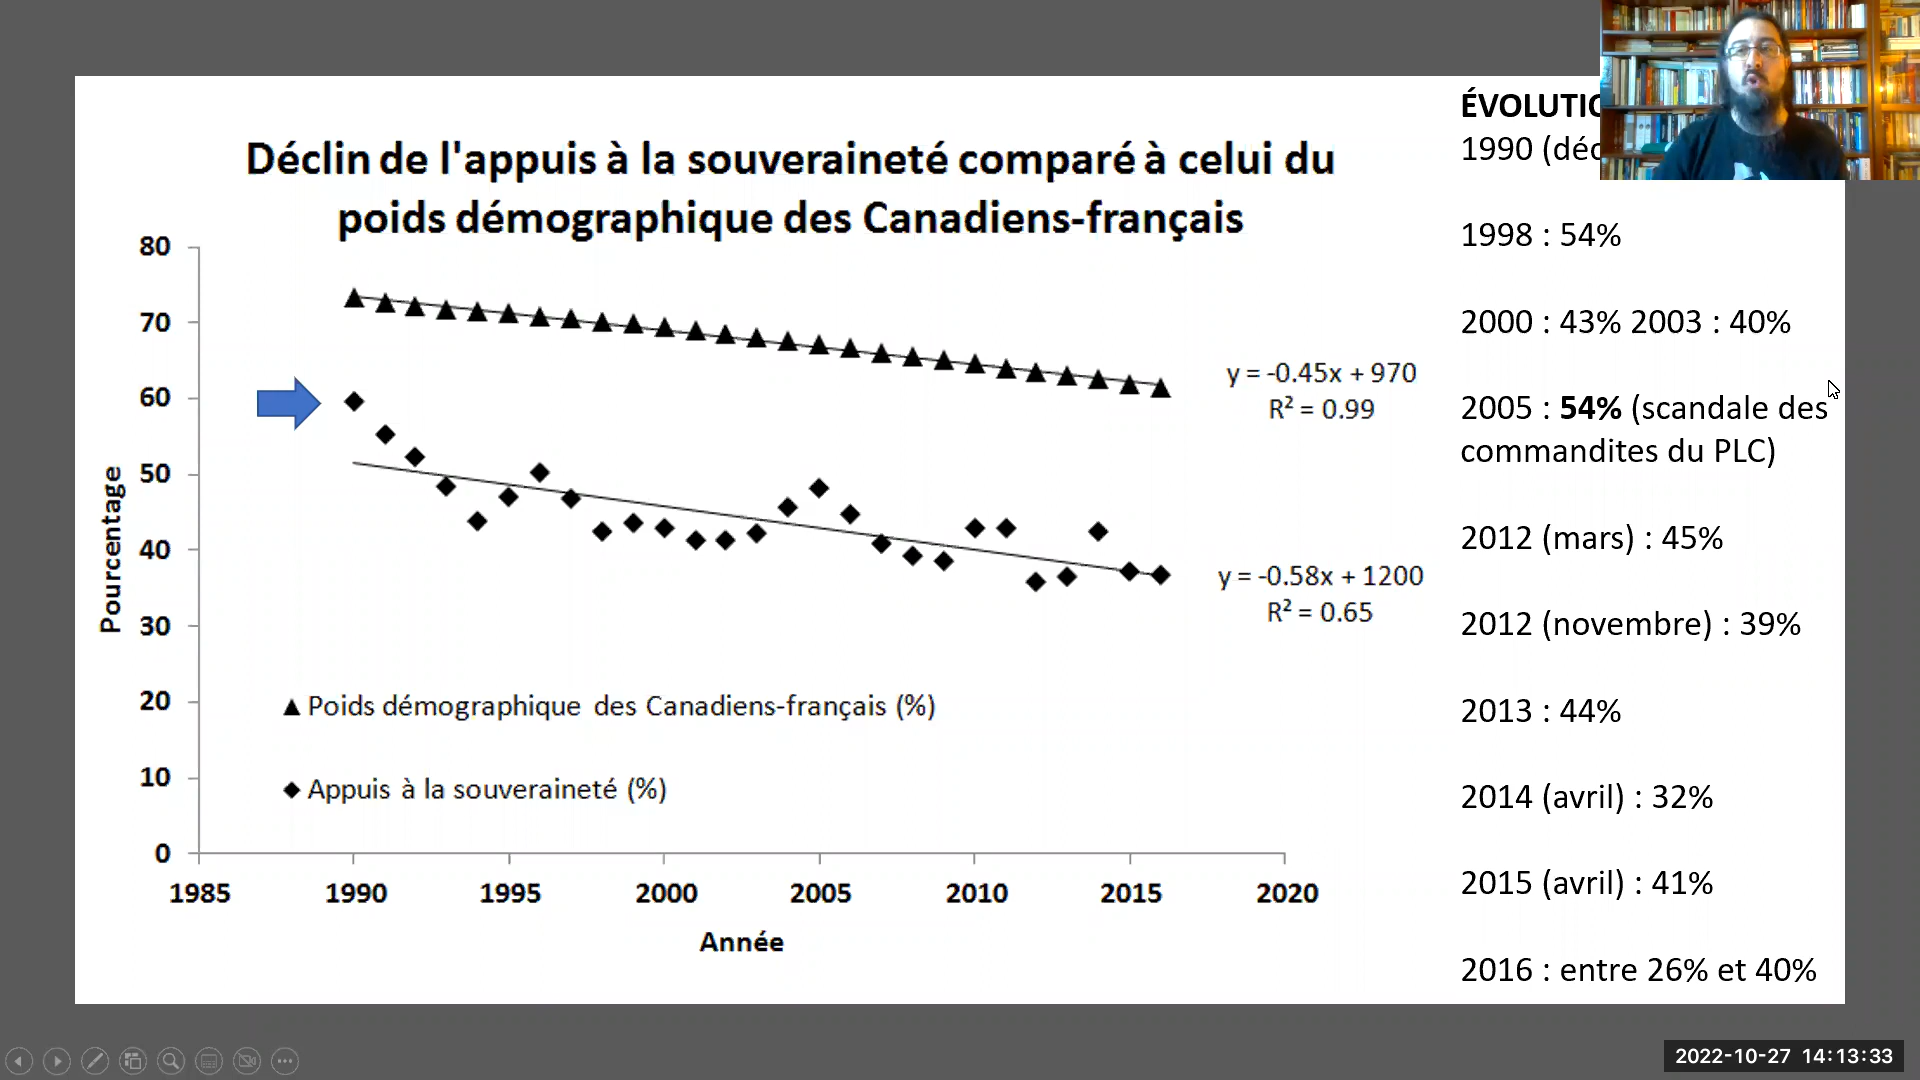 Déclin de l'appuis à la souveraineté comparé à celui du
poids démographique des Canadiens-français
80
70
60
50
40
30
20
10
0
Pourcentage
1985 1990 1995 2000 2005 2010 2015 2020
Année
y = -0.45x + 970
R² = 0.99
y = -0.58x + 1200
R² = 0.65
Poids démographique des Canadiens-français (%)
Appuis à la souveraineté (%)
1990
1998 : 54%
2000 : 43% 2003 : 40%
2005 : 54% (scandale des
commandites du PLC)
2012 (mars) : 45%
2012 (novembre) : 39%
2013 : 44%
2014 (avril) : 32%
2015 (avril) : 41%
2016 : entre 26% et 40%
2022-10-27 14:13:33